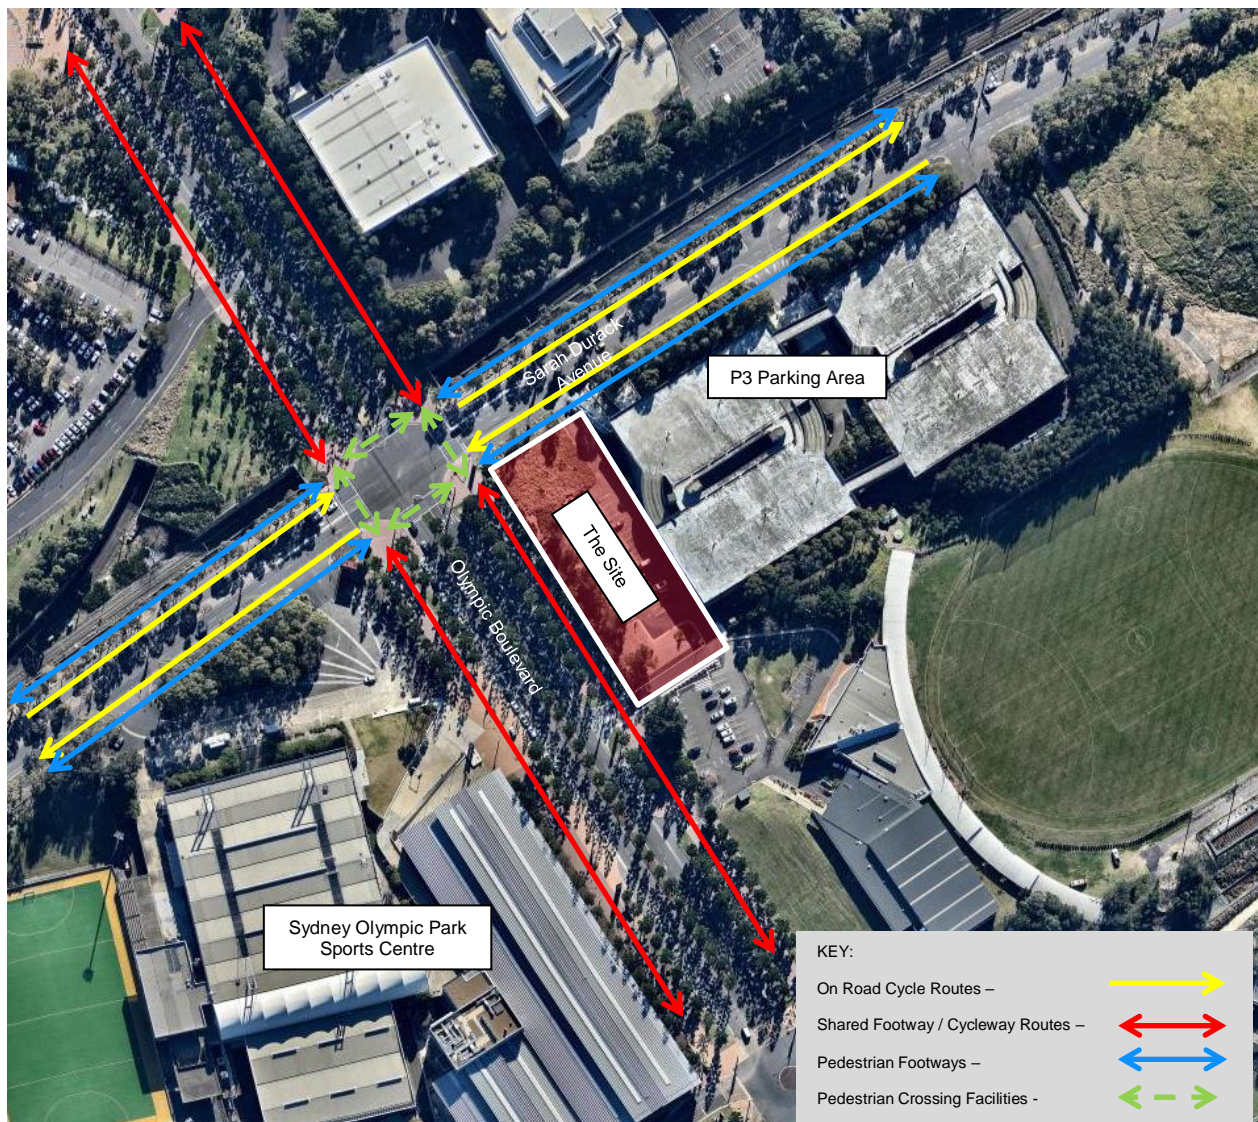 Sarah Durack
Avenue
P3 Parking Area
The Site
Olympic Boulevard
Sydney Olympic Park
Sports Centre
KEY:
On Road Cycle Routes –
Shared Footway / Cycleway Routes –
Pedestrian Footways –
Pedestrian Crossing Facilities -